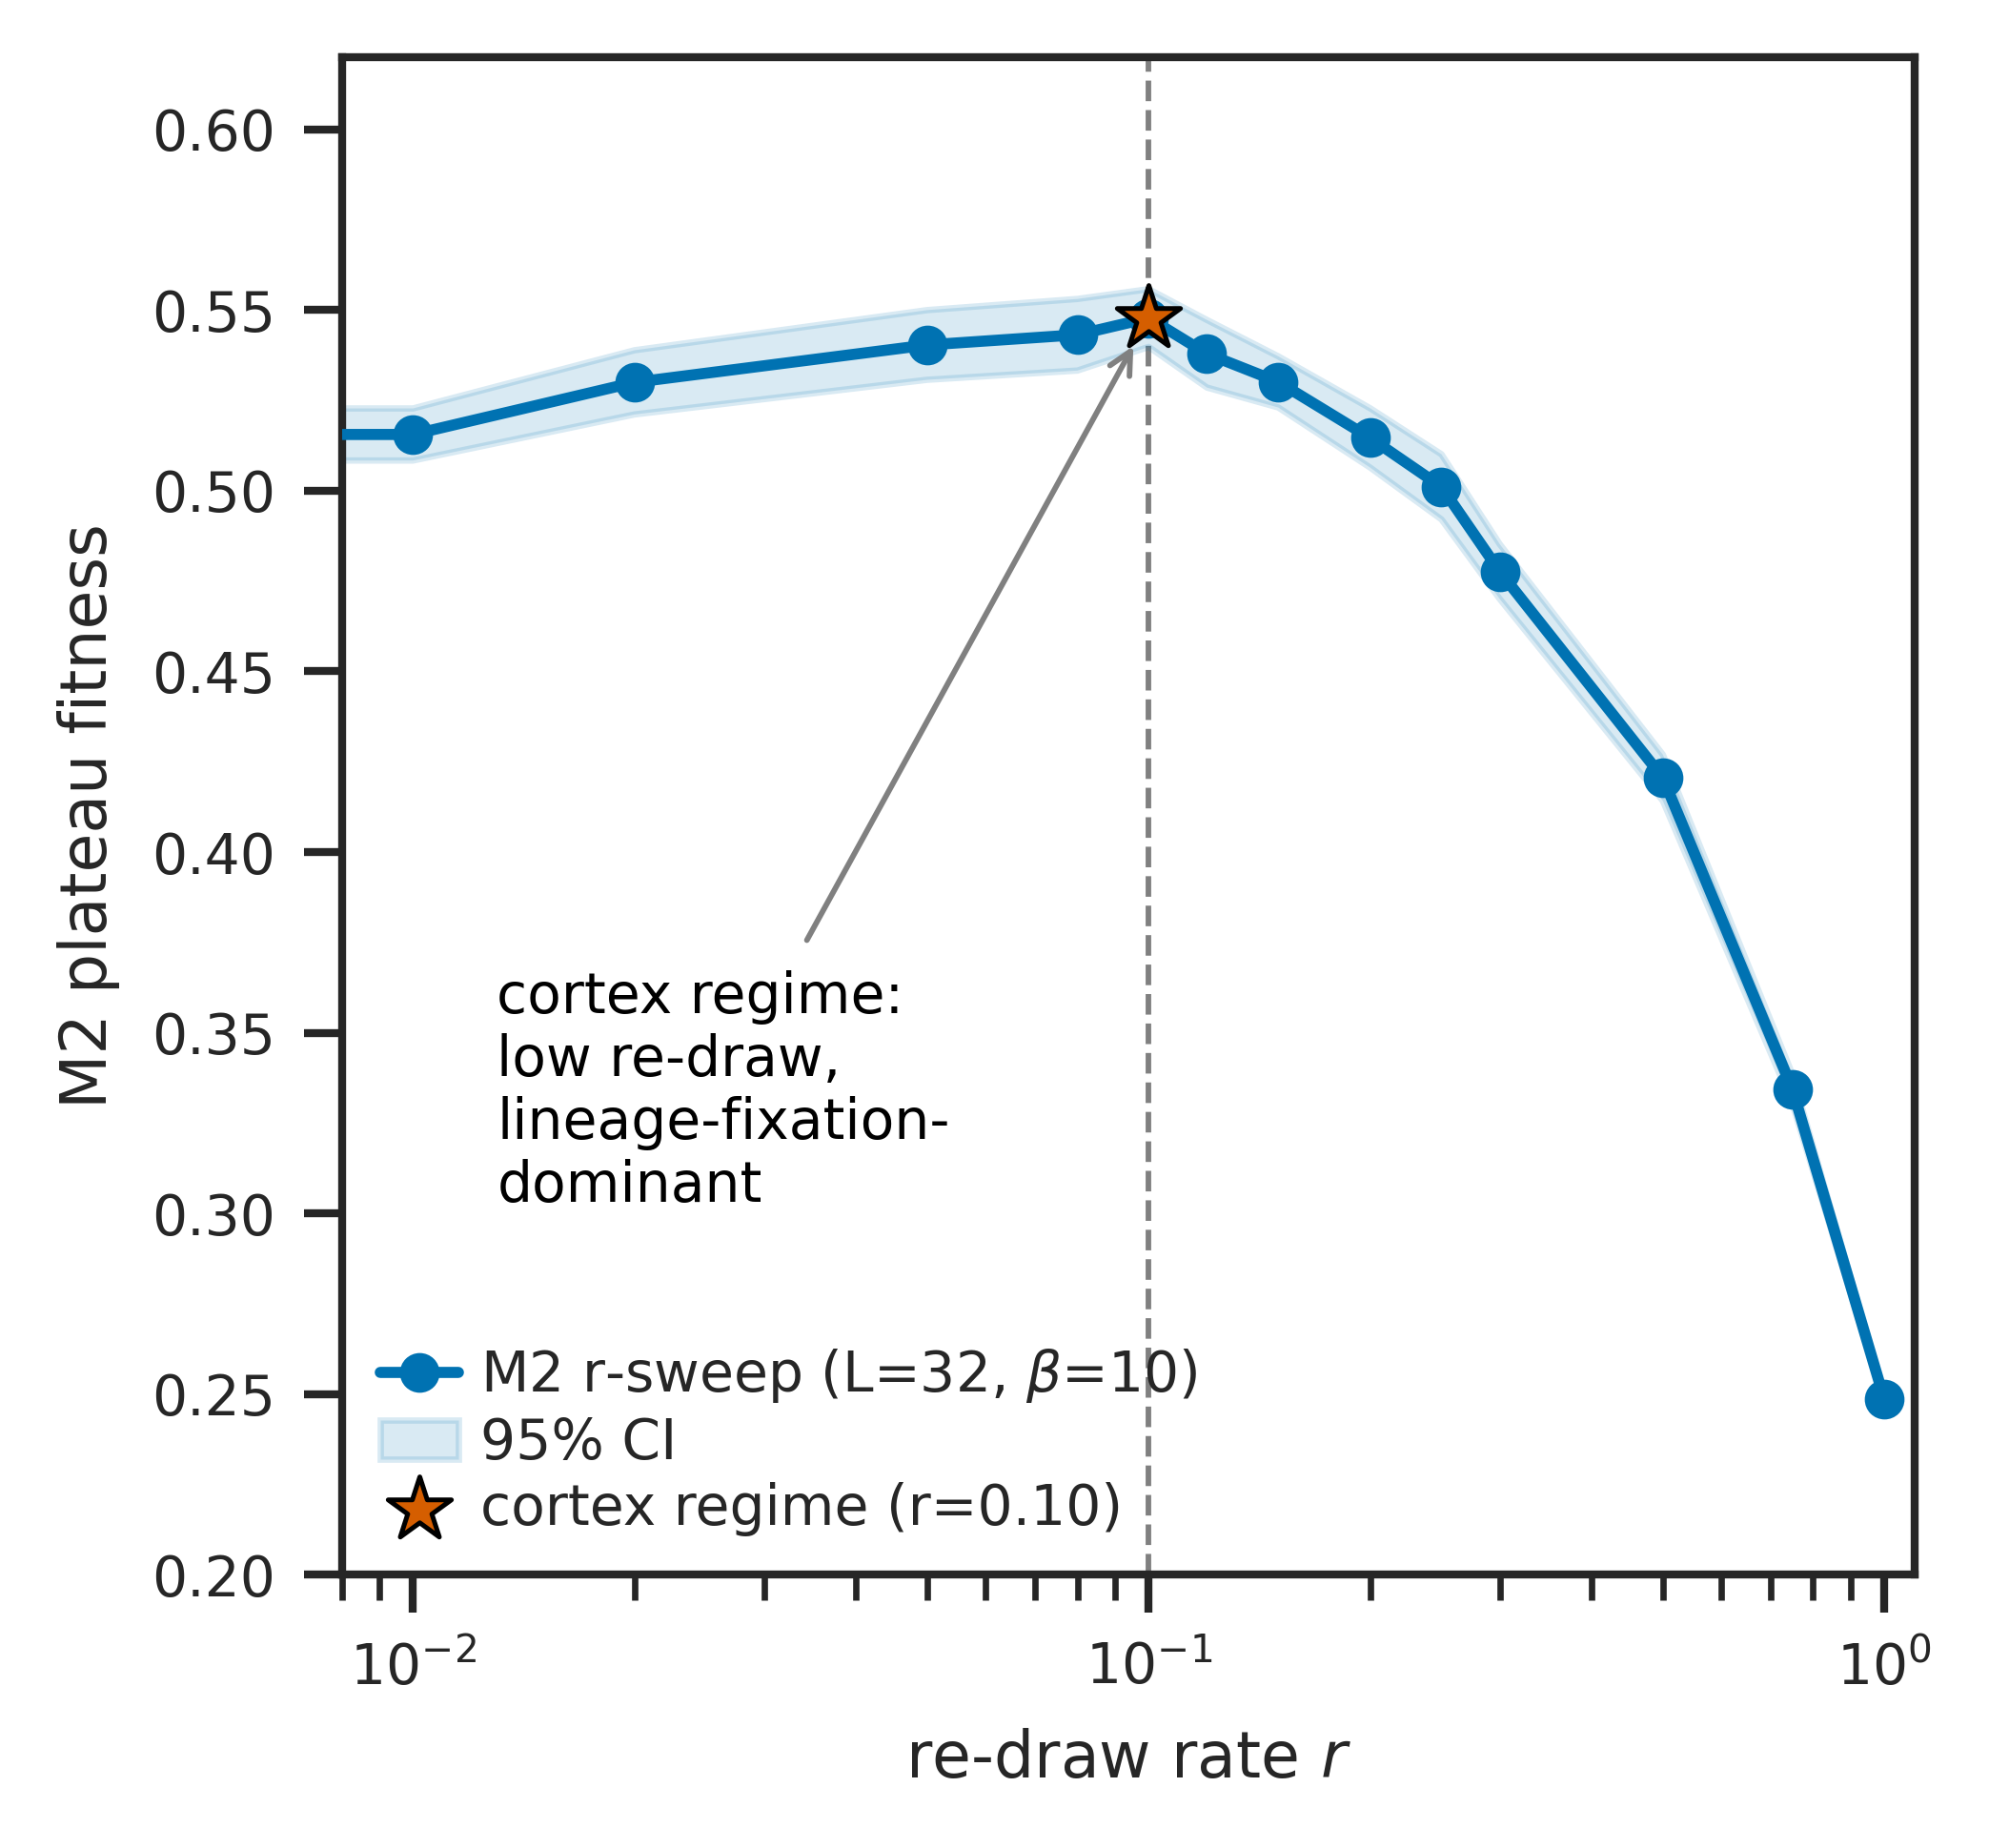 0.60
0.55
0.50
0.45
0.40
0.35
0.30
0.25
0.20
M2 plateau fitness
cortex regime:
low re-draw,
lineage-fixation-
dominant
M2 r-sweep (L=32, β=10)
95% CI
cortex regime (r=0.10)
10⁻²
10⁻¹
10⁰
re-draw rate r